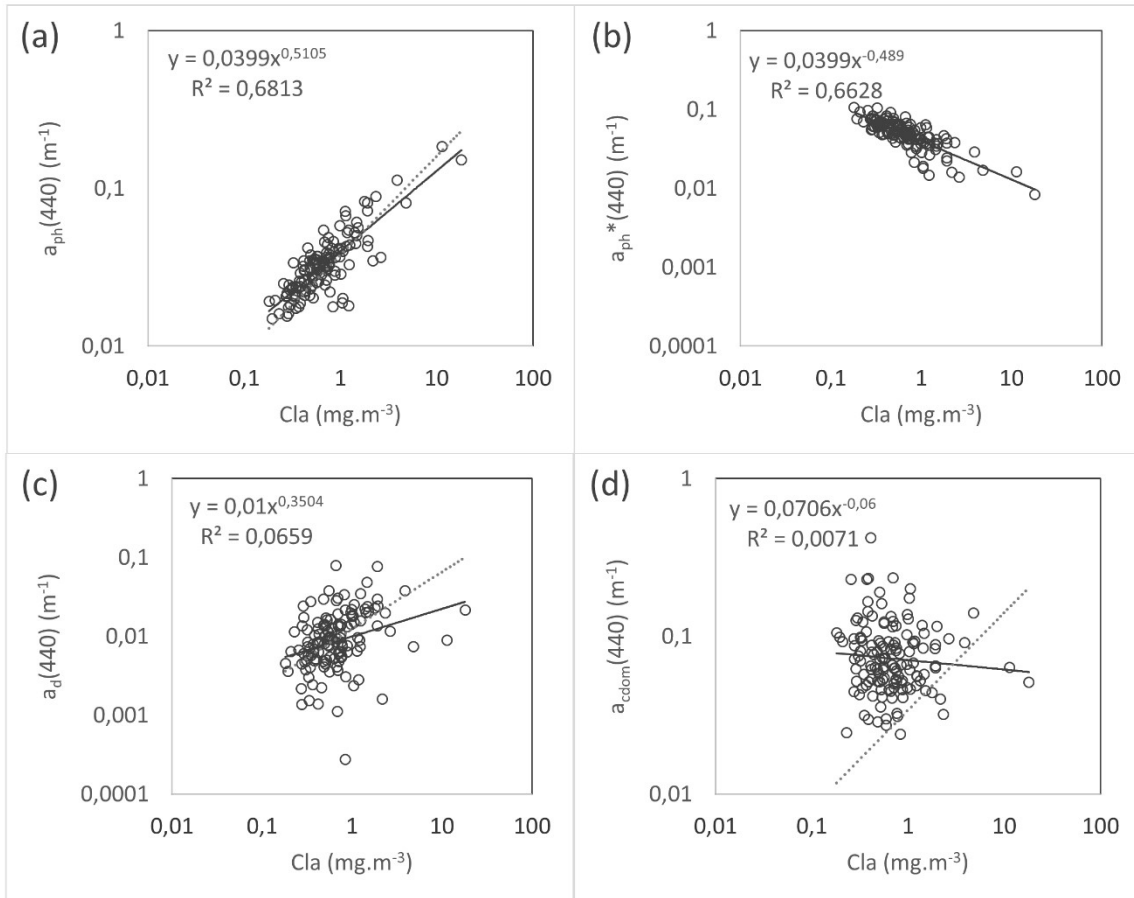 (a)
1
y = 0,0399x^0,5105
R² = 0,6813
0,1
0,01
a_ph(440) (m⁻¹)
0,01 0,1 1 10 100
Cla (mg.m⁻³)
(b)
1
y = 0,0399x^-0,489
R² = 0,6628
0,1
0,01
0,001
0,0001
a_ph*(440) (m⁻¹)
0,01 0,1 1 10 100
Cla (mg.m⁻³)
(c)
1
y = 0,01x^0,3504
R² = 0,0659
0,1
0,01
0,001
0,0001
a_d(440) (m⁻¹)
0,01 0,1 1 10 100
Cla (mg.m⁻³)
(d)
1
y = 0,0706x^-0,06
R² = 0,0071
0,1
0,01
a_cdom(440) (m⁻¹)
0,01 0,1 1 10 100
Cla (mg.m⁻³)